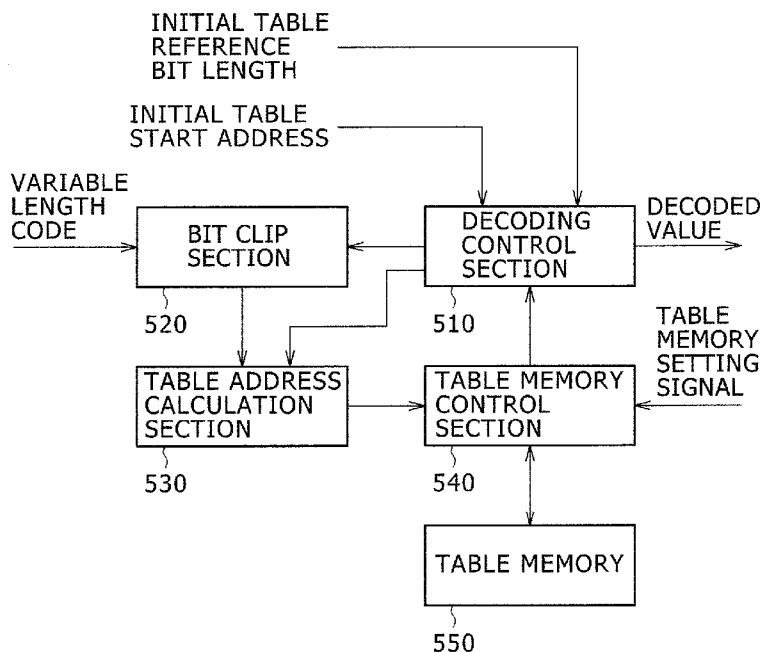 INITIAL TABLE
REFERENCE
BIT LENGTH
INITIAL TABLE
START ADDRESS
VARIABLE
LENGTH
CODE
BIT CLIP
SECTION
520
DECODING
CONTROL
SECTION
510
DECODED
VALUE
TABLE ADDRESS
CALCULATION
SECTION
530
TABLE MEMORY
CONTROL
SECTION
540
TABLE
MEMORY
SETTING
SIGNAL
TABLE MEMORY
550